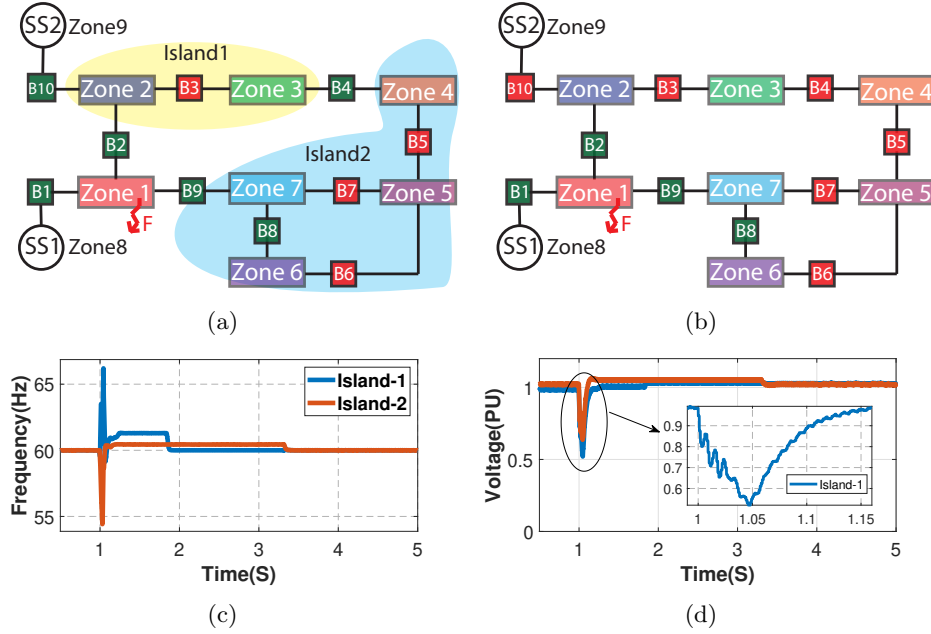 SS2 Zone9
Island1
B10 Zone 2 B3 Zone 3 B4 Zone 4
B2 Island2 B5
B1 Zone 1 B9 Zone 7 B7 Zone 5
F
SS1 Zone8 B8
Zone 6 B6
(a)
SS2 Zone9
B10 Zone 2 B3 Zone 3 B4 Zone 4
B2 B5
B1 Zone 1 B9 Zone 7 B7 Zone 5
F
SS1 Zone8 B8
Zone 6 B6
(b)
Frequency(Hz)
65
60
55
Island-1
Island-2
1 2 3 4 5
Time(S)
(c)
Voltage(PU)
1
0.5
0
0.9
0.8
0.7
0.6
Island-1
1 1.05 1.1 1.15
1 2 3 4 5
Time(S)
(d)